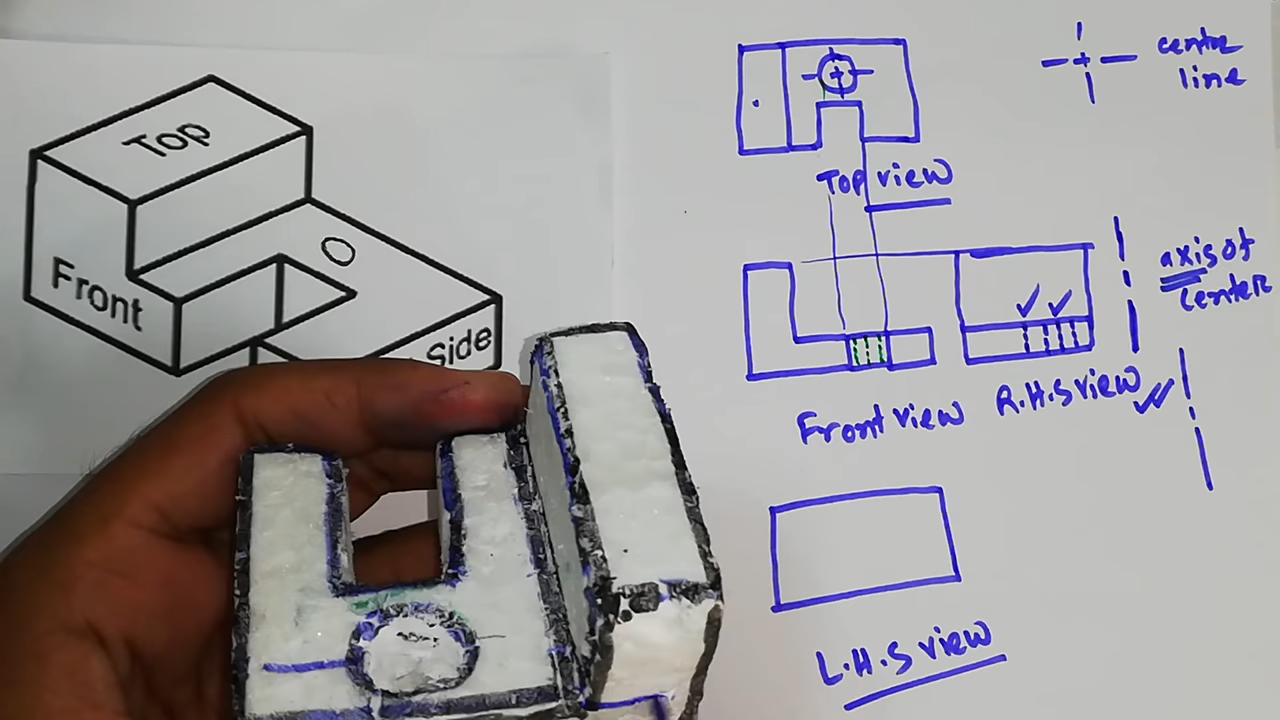 Top
Front
Side
centre
line
Top view
axis of
center
Front view
R.H.S view
L.H.S view